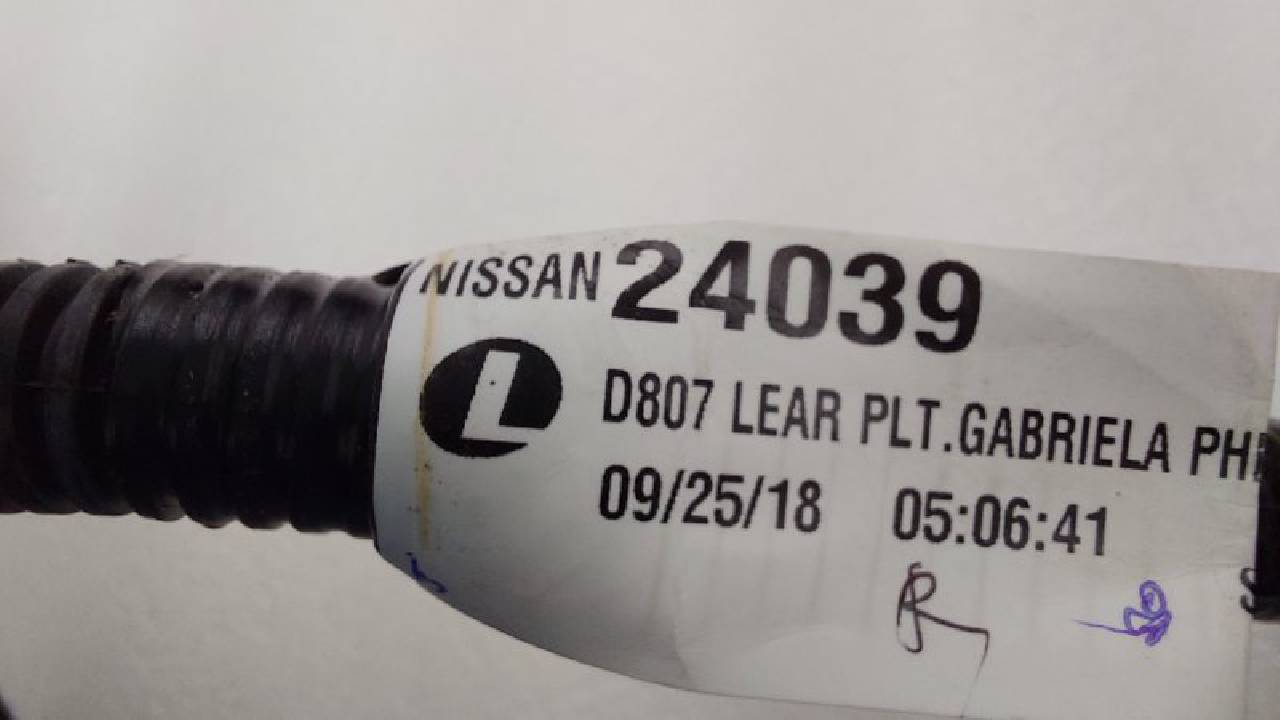 NISSAN 24039
L
D807 LEAR PLT.GABRIELA
09/25/18 05:06:41